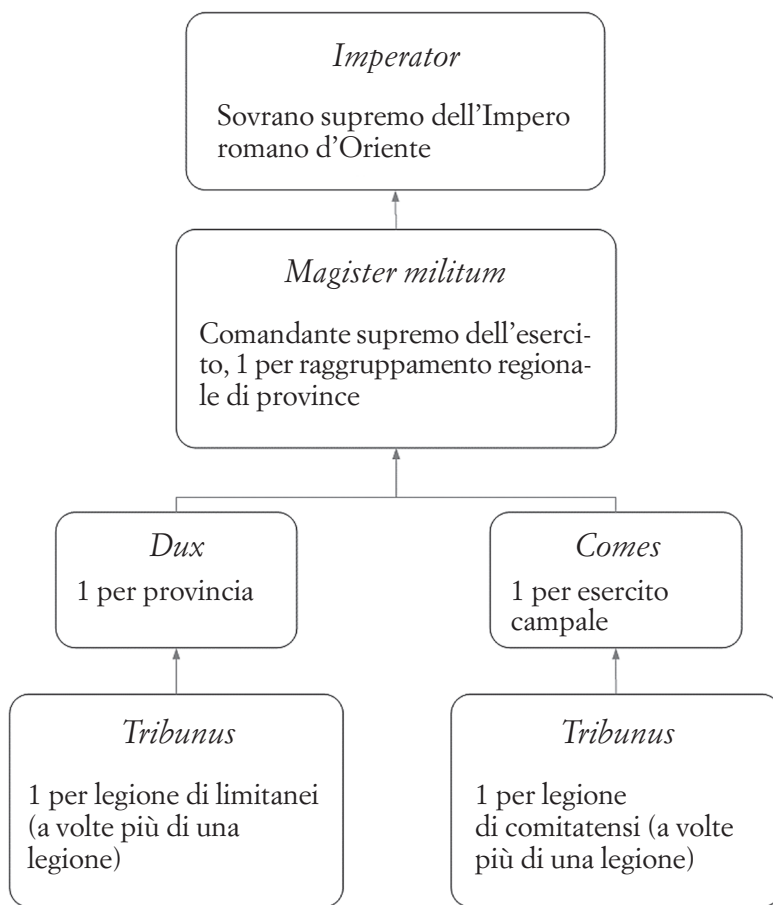 Imperator
Sovrano supremo dell’Impero
romano d’Oriente
Magister militum
Comandante supremo dell’eserci-
to, 1 per raggruppamento regiona-
le di province
Dux
1 per provincia
Comes
1 per esercito
campale
Tribunus
1 per legione di limitanei
(a volte più di una
legione)
Tribunus
1 per legione
di comitatensi (a volte
più di una legione)